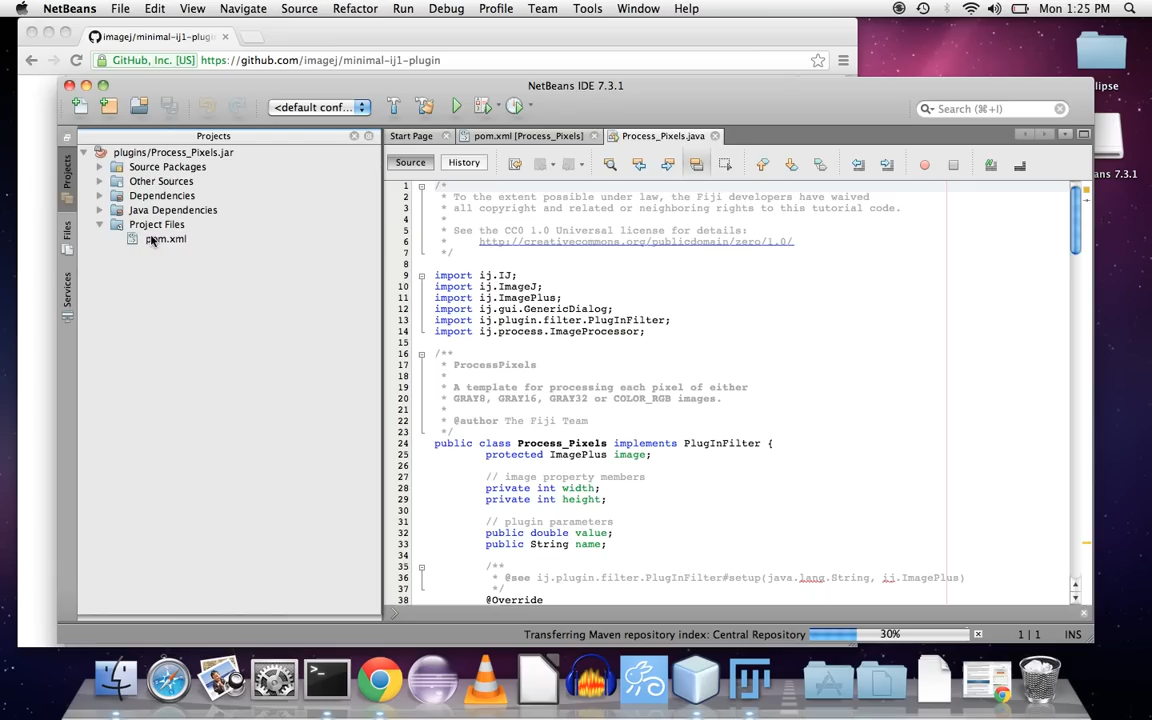 NetBeans File Edit View Navigate Source Refactor Run Debug Profile Team Tools Window Help Mon 1:25 PM
imagej/minimal-ij1-plugi
GitHub, Inc. [US] https://github.com/imagej/minimal-ij1-plugin
NetBeans IDE 7.3.1
<default conf... Search (⌘+I)
lipse
ans 7.3.1
Projects
Files
Services
Projects
plugins/Process_Pixels.jar
Source Packages
Other Sources
Dependencies
Java Dependencies
Project Files
pom.xml
Start Page pom.xml [Process_Pixels] Process_Pixels.java
Source History
1 /*
2 * To the extent possible under law, the Fiji developers have waived
3 * all copyright and related or neighboring rights to this tutorial code.
4 *
5 * See the CC0 1.0 Universal license for details:
6 * http://creativecommons.org/publicdomain/zero/1.0/
7 */
8
9 import ij.IJ;
10 import ij.ImageJ;
11 import ij.ImagePlus;
12 import ij.gui.GenericDialog;
13 import ij.plugin.filter.PlugInFilter;
14 import ij.process.ImageProcessor;
15
16 /**
17 * ProcessPixels
18 *
19 * A template for processing each pixel of either
20 * GRAY8, GRAY16, GRAY32 or COLOR_RGB images.
21 *
22 * @author The Fiji Team
23 */
24 public class Process_Pixels implements PlugInFilter {
25 protected ImagePlus image;
26
27 // image property members
28 private int width;
29 private int height;
30
31 // plugin parameters
32 public double value;
33 public String name;
34
35 /**
36 * @see ij.plugin.filter.PlugInFilter#setup(java.lang.String, ij.ImagePlus)
37 */
38 @Override
Transferring Maven repository index: Central Repository 30% 1 | 1 INS